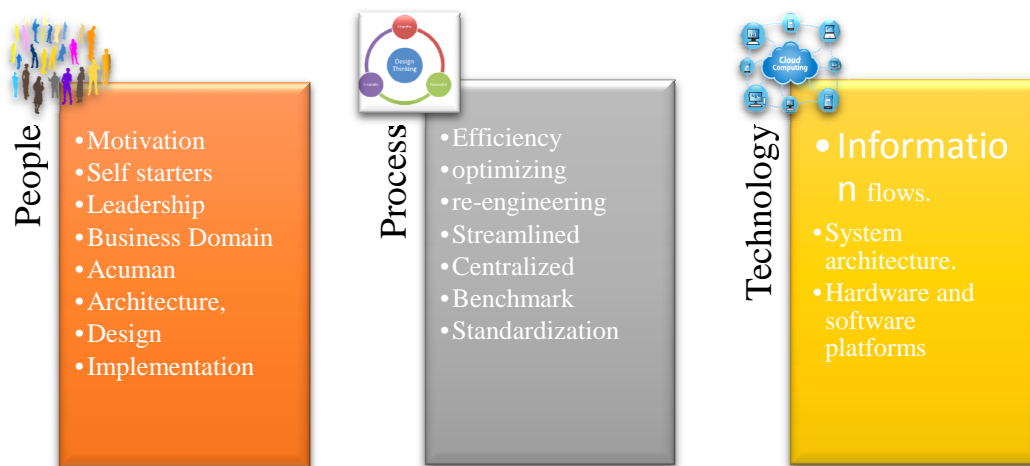 People
• Motivation
• Self starters
• Leadership
• Business Domain
• Acuman
• Architecture,
• Design
• Implementation
Design
Thinking
Process
• Efficiency
• optimizing
• re-engineering
• Streamlined
• Centralized
• Benchmark
• Standardization
Cloud
Computing
Technology
• Informatio
n flows.
• System
architecture.
• Hardware and
software
platforms